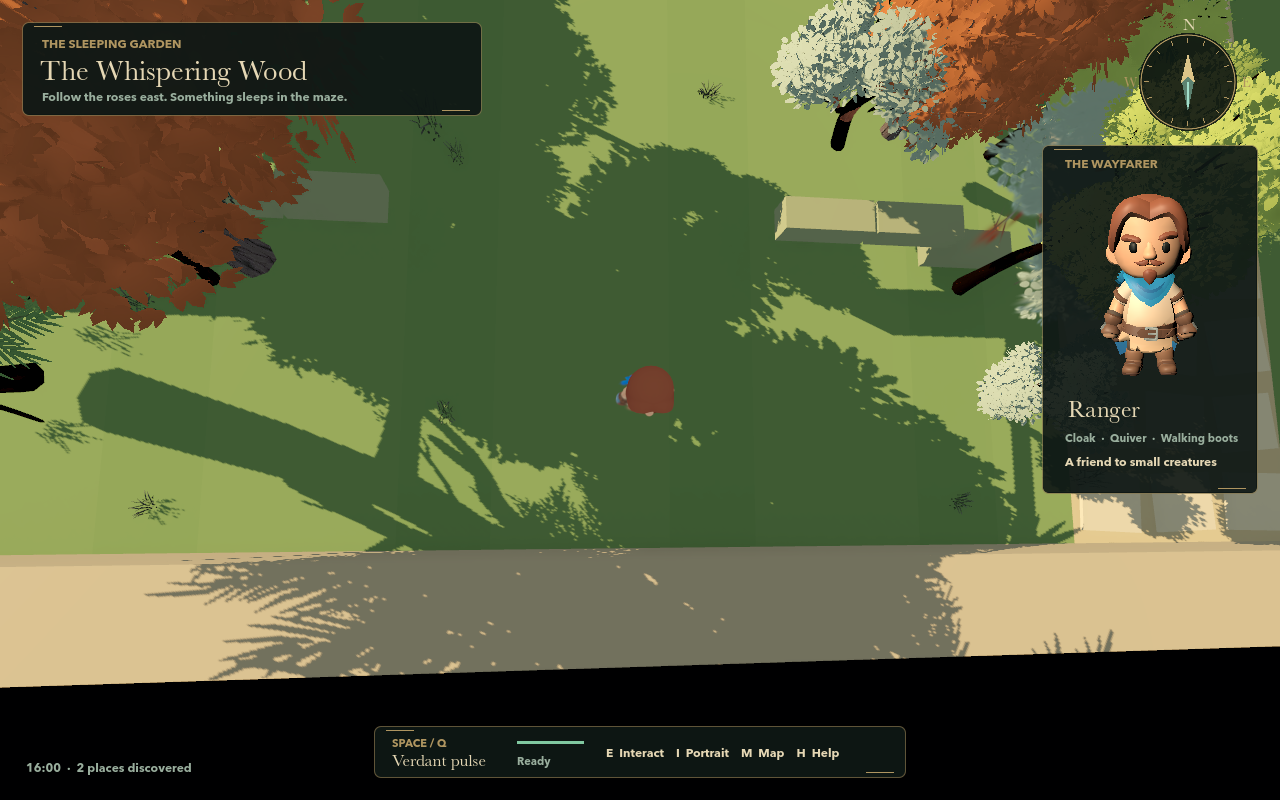 THE SLEEPING GARDEN
The Whispering Wood
Follow the roses east. Something sleeps in the maze.
N
THE WAYFARER
Ranger
Cloak · Quiver · Walking boots
A friend to small creatures
SPACE / Q
Verdant pulse
Ready
E Interact I Portrait M Map H Help
16:00 · 2 places discovered